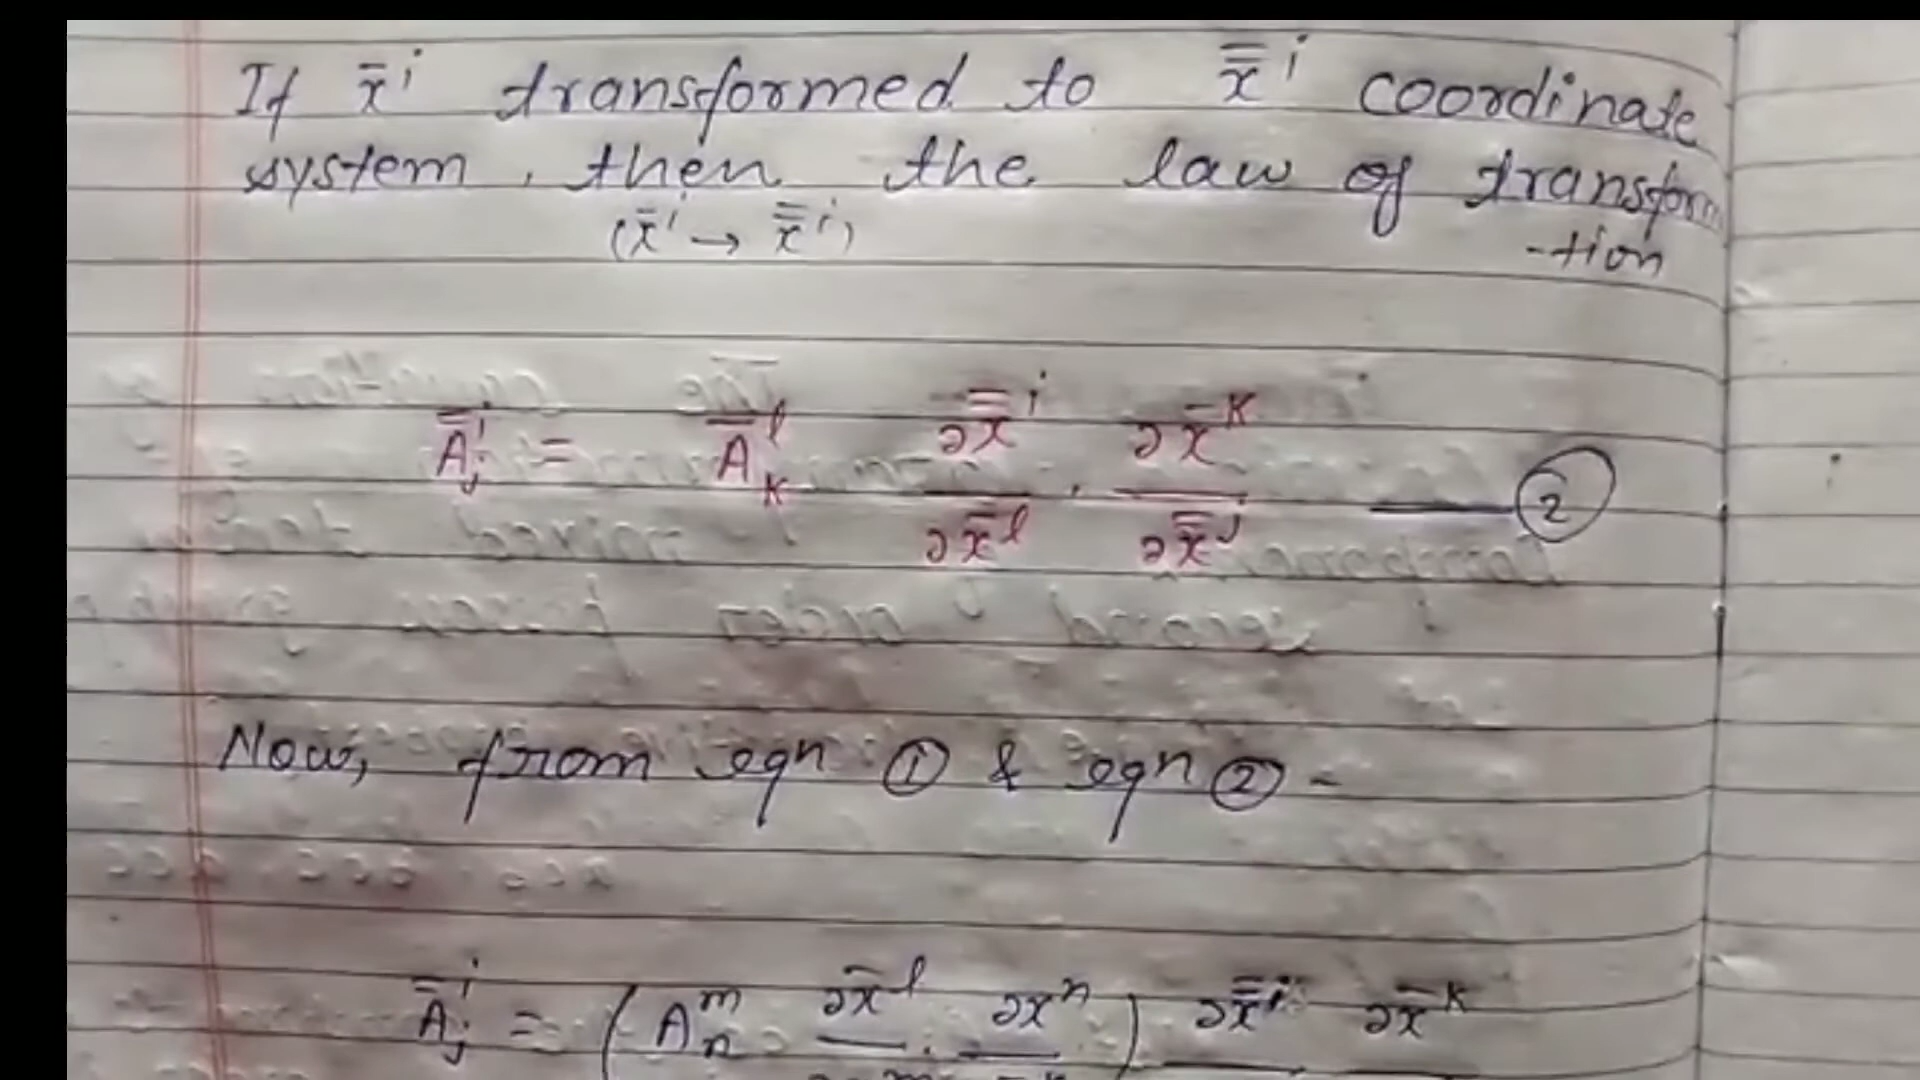 If x̄ⁱ transformed to x̿ⁱ coordinate
system, then the law of transform
(x̄ⁱ → x̿ⁱ) -tion
A̿ⁱⱼ = Āˡₖ ∂x̿ⁱ/∂x̄ˡ · ∂x̄ᵏ/∂x̿ʲ —— ②
Now, from eqn ① & eqn ② -
A̿ⁱⱼ = (Aᵐₙ ∂x̄ˡ · ∂xⁿ) ∂x̿ⁱ ∂x̄ᵏ